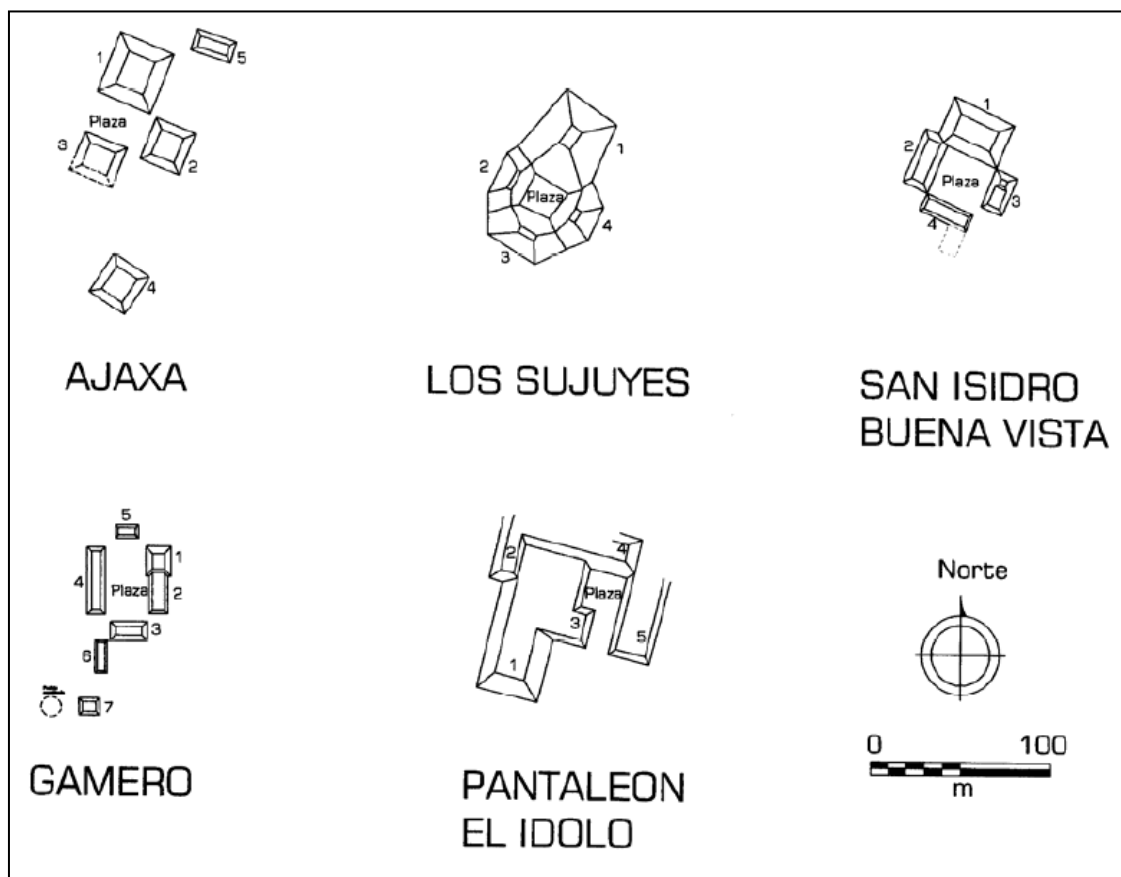 1
5
Plaza
3
2
4
AJAXA
1
2
Plaza
4
3
LOS SUJUYES
1
2
Plaza
3
4
SAN ISIDRO
BUENA VISTA
5
1
4
Plaza
2
3
6
7
GAMERO
2
4
Plaza
3
5
1
PANTALEON
EL IDOLO
Norte
0 100
m